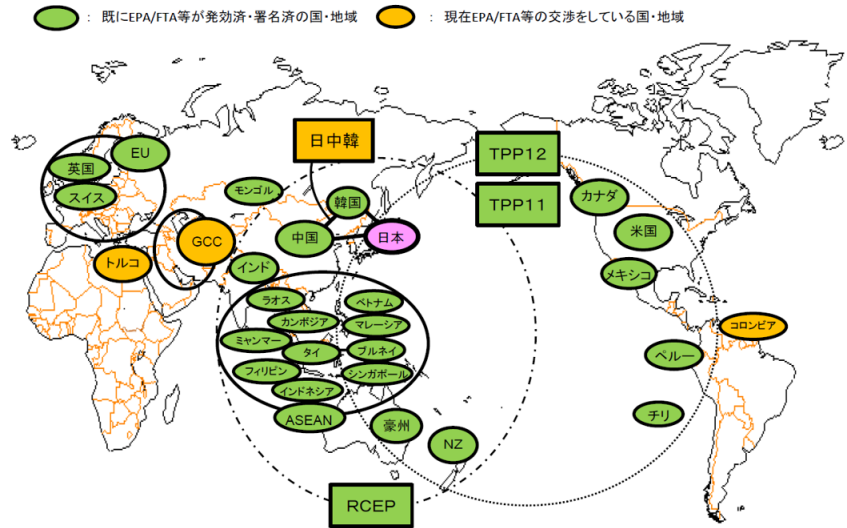 ： 既にEPA/FTA等が発効済・署名済の国・地域
： 現在EPA/FTA等の交渉をしている国・地域
日中韓
TPP12
EU
英国
スイス
モンゴル
TPP11
カナダ
韓国
米国
GCC
中国
日本
トルコ
インド
メキシコ
ラオス
ベトナム
カンボジア
マレーシア
コロンビア
ミャンマー
タイ
ブルネイ
ペルー
フィリピン
シンガポール
インドネシア
チリ
ASEAN
豪州
NZ
RCEP